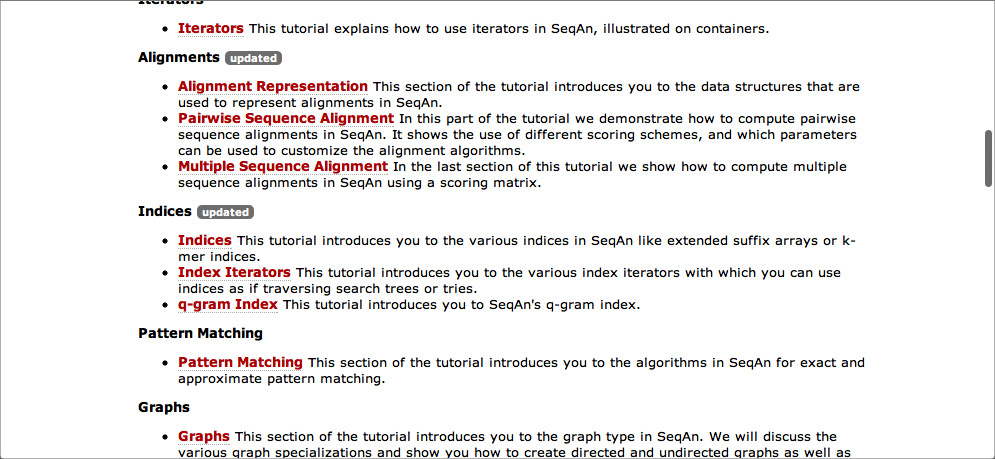 Iterators
Iterators This tutorial explains how to use iterators in SeqAn, illustrated on containers.
Alignments updated
Alignment Representation This section of the tutorial introduces you to the data structures that are
used to represent alignments in SeqAn.
Pairwise Sequence Alignment In this part of the tutorial we demonstrate how to compute pairwise
sequence alignments in SeqAn. It shows the use of different scoring schemes, and which parameters
can be used to customize the alignment algorithms.
Multiple Sequence Alignment In the last section of this tutorial we show how to compute multiple
sequence alignments in SeqAn using a scoring matrix.
Indices updated
Indices This tutorial introduces you to the various indices in SeqAn like extended suffix arrays or k-
mer indices.
Index Iterators This tutorial introduces you to the various index iterators with which you can use
indices as if traversing search trees or tries.
q-gram Index This tutorial introduces you to SeqAn's q-gram index.
Pattern Matching
Pattern Matching This section of the tutorial introduces you to the algorithms in SeqAn for exact and
approximate pattern matching.
Graphs
Graphs This section of the tutorial introduces you to the graph type in SeqAn. We will discuss the
various graph specializations and show you how to create directed and undirected graphs as well as